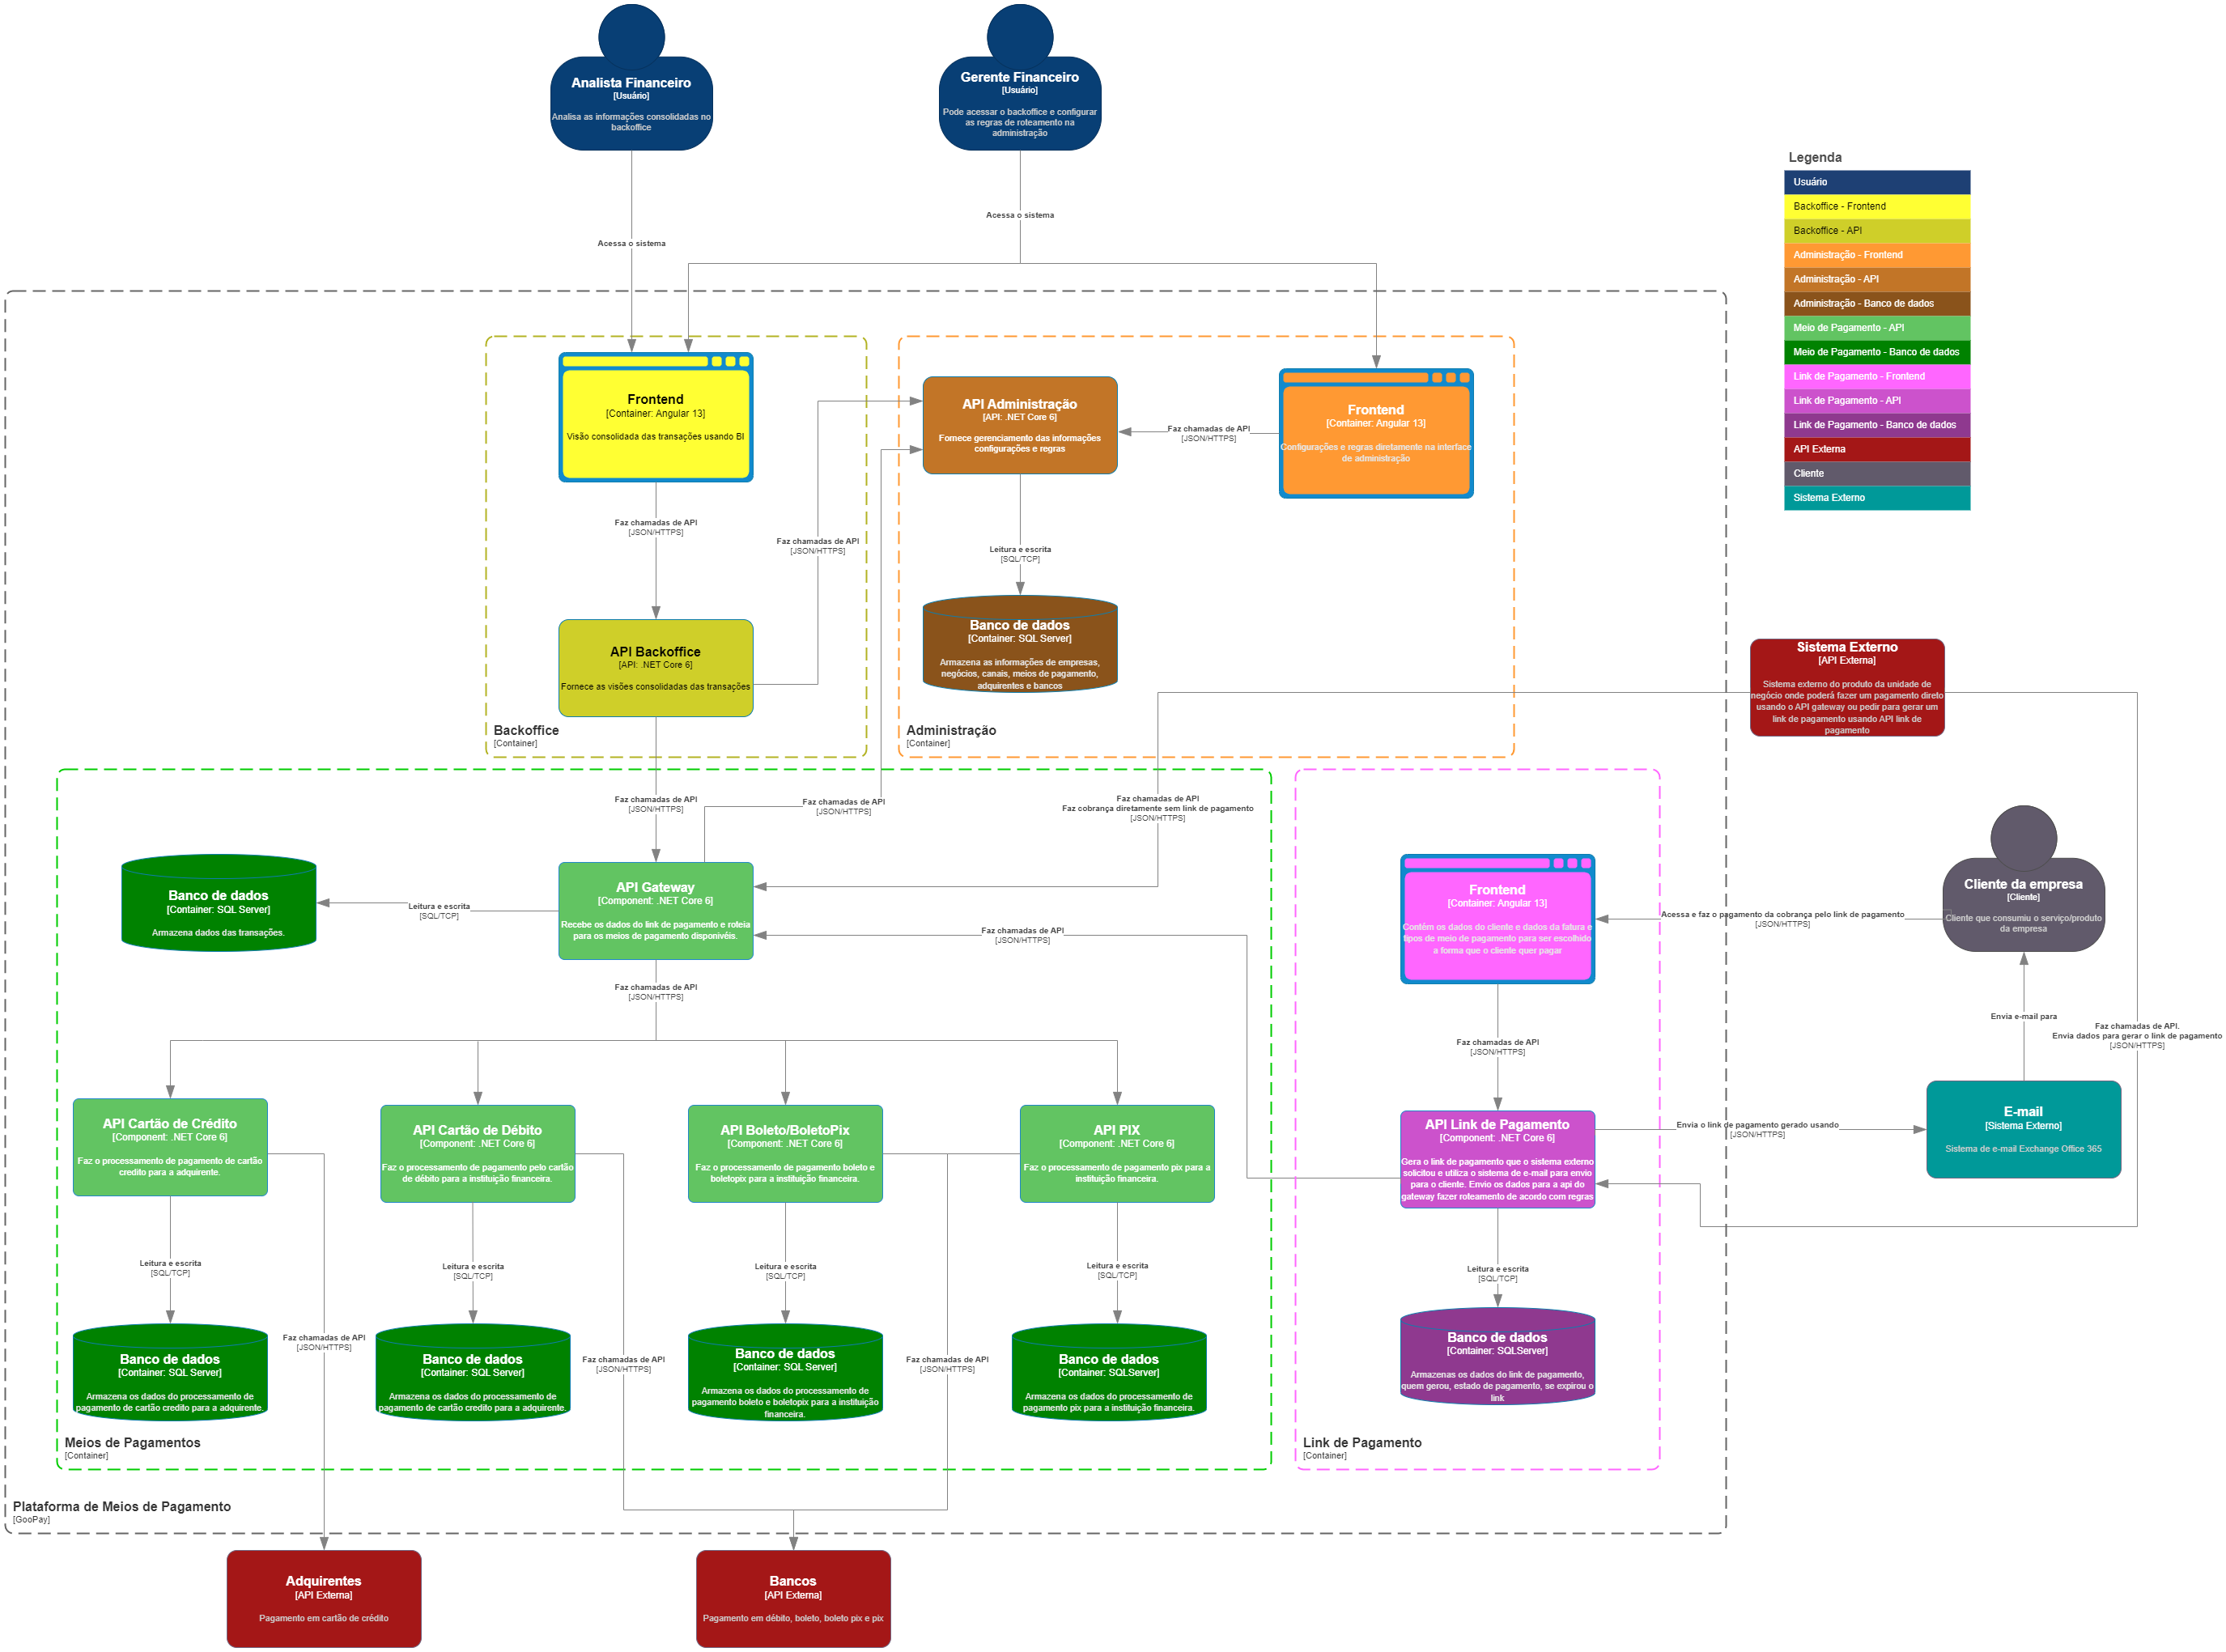 Analista Financeiro
[Usuário]
Analisa as informações consolidadas no
backoffice
Gerente Financeiro
[Usuário]
Pode acessar o backoffice e configurar
as regras de roteamento na
administração
Legenda
Usuário
Backoffice - Frontend
Backoffice - API
Administração - Frontend
Administração - API
Administração - Banco de dados
Meio de Pagamento - API
Meio de Pagamento - Banco de dados
Link de Pagamento - Frontend
Link de Pagamento - API
Link de Pagamento - Banco de dados
API Externa
Cliente
Sistema Externo
Acessa o sistema
Acessa o sistema
Frontend
[Container: Angular 13]
Visão consolidada das transações usando BI
Faz chamadas de API
[JSON/HTTPS]
Faz chamadas de API
[JSON/HTTPS]
API Backoffice
[API: .NET Core 6]
Fornece as visões consolidadas das transações
Backoffice
[Container]
API Administração
[API: .NET Core 6]
Fornece gerenciamento das informações
configurações e regras
Faz chamadas de API
[JSON/HTTPS]
Frontend
[Container: Angular 13]
Configurações e regras diretamente na interface
de administração
Leitura e escrita
[SQL/TCP]
Banco de dados
[Container: SQL Server]
Armazena as informações de empresas,
negócios, canais, meios de pagamento,
adquirentes e bancos
Administração
[Container]
Sistema Externo
[API Externa]
Sistema externo do produto da unidade de
negócio onde poderá fazer um pagamento direto
usando o API gateway ou pedir para gerar um
link de pagamento usando API link de
pagamento
Faz chamadas de API
[JSON/HTTPS]
Faz chamadas de API
[JSON/HTTPS]
Faz chamadas de API
Faz cobrança diretamente sem link de pagamento
[JSON/HTTPS]
Banco de dados
[Container: SQL Server]
Armazena dados das transações.
Leitura e escrita
[SQL/TCP]
API Gateway
[Component: .NET Core 6]
Recebe os dados do link de pagamento e roteia
para os meios de pagamento disponivéis.
Faz chamadas de API
[JSON/HTTPS]
Faz chamadas de API
[JSON/HTTPS]
Frontend
[Container: Angular 13]
Contém os dados do cliente e dados da fatura e
tipos de meio de pagamento para ser escolhido
a forma que o cliente quer pagar
Acessa e faz o pagamento da cobrança pelo link de pagamento
[JSON/HTTPS]
Cliente da empresa
[Cliente]
Cliente que consumiu o serviço/produto
da empresa
Envia e-mail para
Faz chamadas de API.
Envia dados para gerar o link de pagamento
[JSON/HTTPS]
Faz chamadas de API
[JSON/HTTPS]
API Cartão de Crédito
[Component: .NET Core 6]
Faz o processamento de pagamento de cartão
credito para a adquirente.
API Cartão de Débito
[Component: .NET Core 6]
Faz o processamento de pagamento pelo cartão
de débito para a instituição financeira.
API Boleto/BoletoPix
[Component: .NET Core 6]
Faz o processamento de pagamento boleto e
boletopix para a instituição financeira.
API PIX
[Component: .NET Core 6]
Faz o processamento de pagamento pix para a
instituição financeira.
API Link de Pagamento
[Component: .NET Core 6]
Gera o link de pagamento que o sistema externo
solicitou e utiliza o sistema de e-mail para envio
para o cliente. Envio os dados para a api do
gateway fazer roteamento de acordo com regras
Envia o link de pagamento gerado usando
[JSON/HTTPS]
E-mail
[Sistema Externo]
Sistema de e-mail Exchange Office 365
Leitura e escrita
[SQL/TCP]
Leitura e escrita
[SQL/TCP]
Leitura e escrita
[SQL/TCP]
Leitura e escrita
[SQL/TCP]
Leitura e escrita
[SQL/TCP]
Faz chamadas de API
[JSON/HTTPS]
Faz chamadas de API
[JSON/HTTPS]
Faz chamadas de API
[JSON/HTTPS]
Banco de dados
[Container: SQL Server]
Armazena os dados do processamento de
pagamento de cartão credito para a adquirente.
Banco de dados
[Container: SQL Server]
Armazena os dados do processamento de
pagamento de cartão credito para a adquirente.
Banco de dados
[Container: SQL Server]
Armazena os dados do processamento de
pagamento boleto e boletopix para a instituição
financeira.
Banco de dados
[Container: SQLServer]
Armazena os dados do processamento de
pagamento pix para a instituição financeira.
Banco de dados
[Container: SQLServer]
Armazenas os dados do link de pagamento,
quem gerou, estado de pagamento, se expirou o
link
Meios de Pagamentos
[Container]
Link de Pagamento
[Container]
Plataforma de Meios de Pagamento
[GooPay]
Adquirentes
[API Externa]
Pagamento em cartão de crédito
Bancos
[API Externa]
Pagamento em débito, boleto, boleto pix e pix